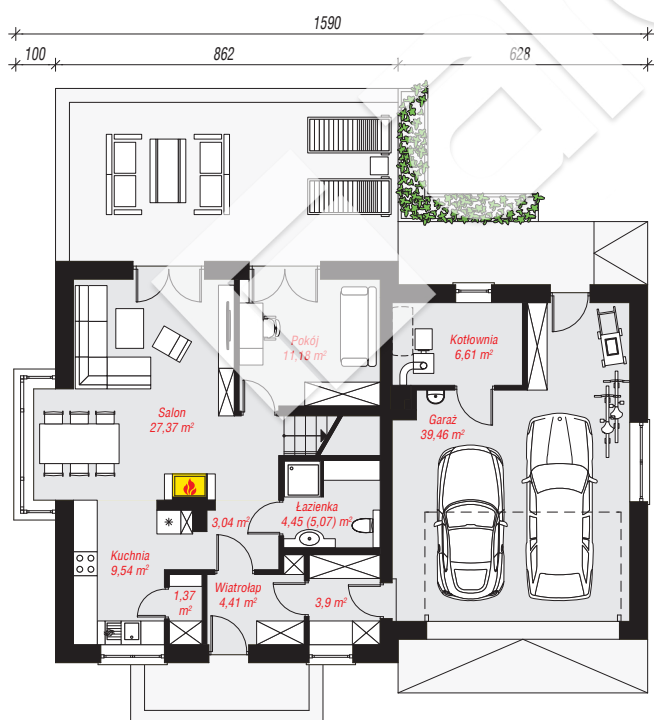 1590
100
862
628
Pokój
11,18 m²
Kotłownia
6,61 m²
Salon
27,37 m²
Garaż
39,46 m²
Łazienka
4,45 (5,07) m²
3,04 m²
Kuchnia
9,54 m²
Wiatrołap
4,41 m²
1,37
m²
3,9 m²